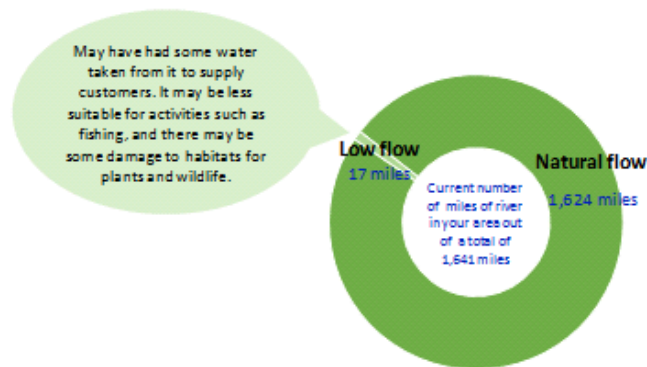 May have had some water
taken from it to supply
customers. It may be less
suitable for activities such as
fishing, and there may be
some damage to habitats for
plants and wildlife.
Low flow
17 miles
Natural flow
1,624 miles
Current number
of miles of river
in your area out
of a total of
1,641 miles